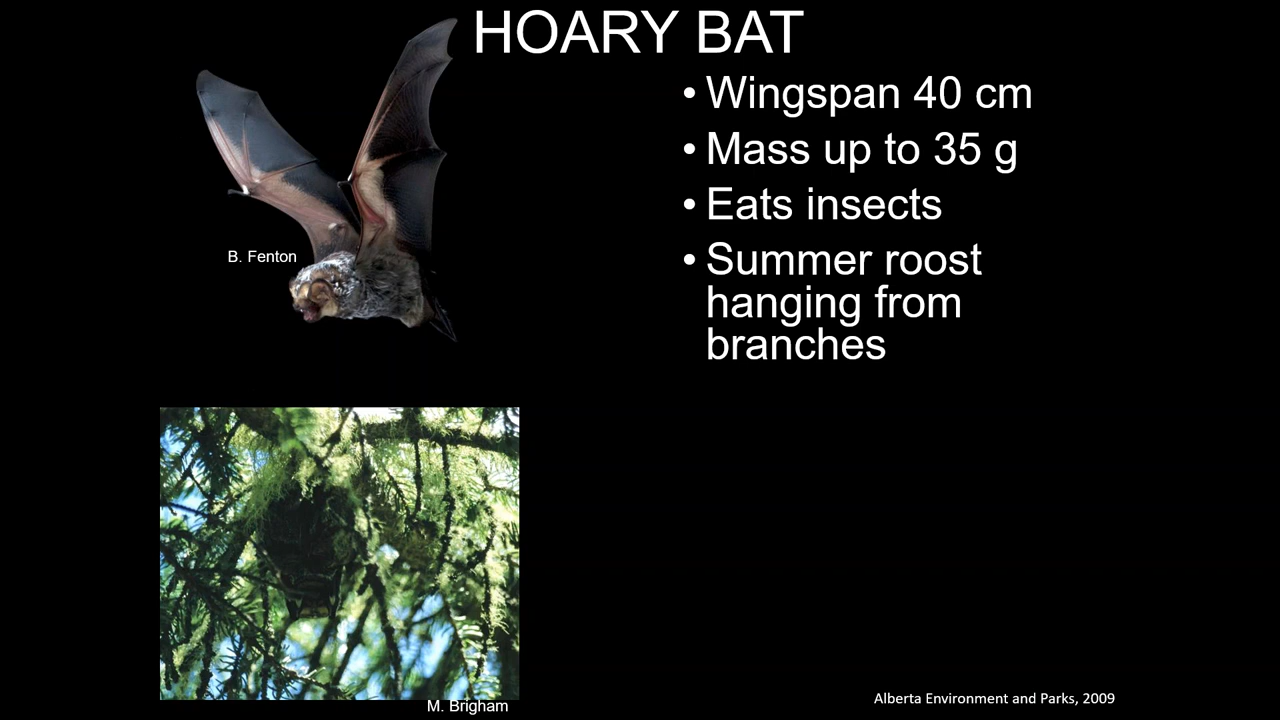 HOARY BAT
• Wingspan 40 cm
• Mass up to 35 g
• Eats insects
• Summer roost
hanging from
branches
B. Fenton
M. Brigham
Alberta Environment and Parks, 2009